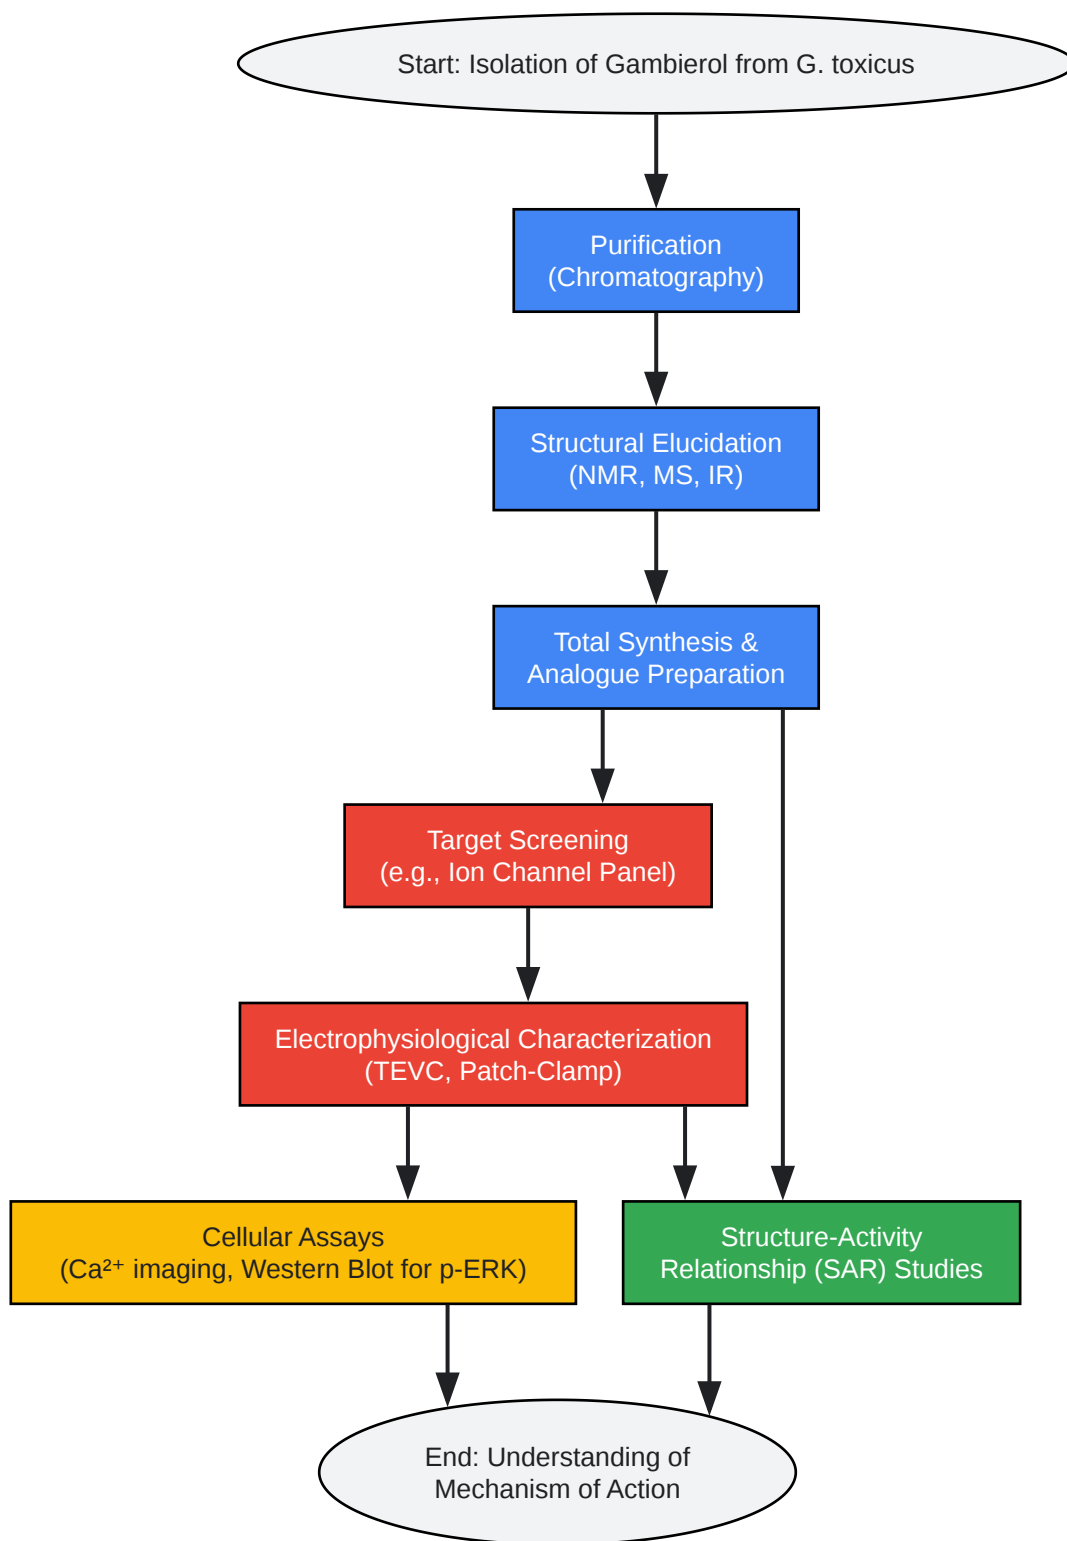 Start: Isolation of Gambierol from G. toxicus
Purification
(Chromatography)
Structural Elucidation
(NMR, MS, IR)
Total Synthesis &
Analogue Preparation
Target Screening
(e.g., Ion Channel Panel)
Electrophysiological Characterization
(TEVC, Patch-Clamp)
Cellular Assays
(Ca²⁺ imaging, Western Blot for p-ERK)
Structure-Activity
Relationship (SAR) Studies
End: Understanding of
Mechanism of Action